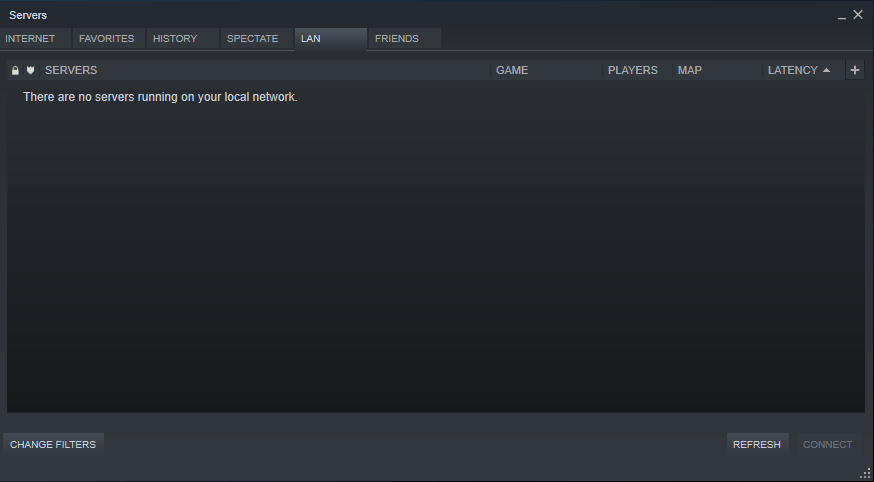 Servers
INTERNET FAVORITES HISTORY SPECTATE LAN FRIENDS
SERVERS GAME PLAYERS MAP LATENCY
There are no servers running on your local network.
CHANGE FILTERS REFRESH CONNECT